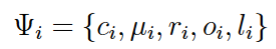 Ψᵢ = {cᵢ, μᵢ, rᵢ, oᵢ, lᵢ}